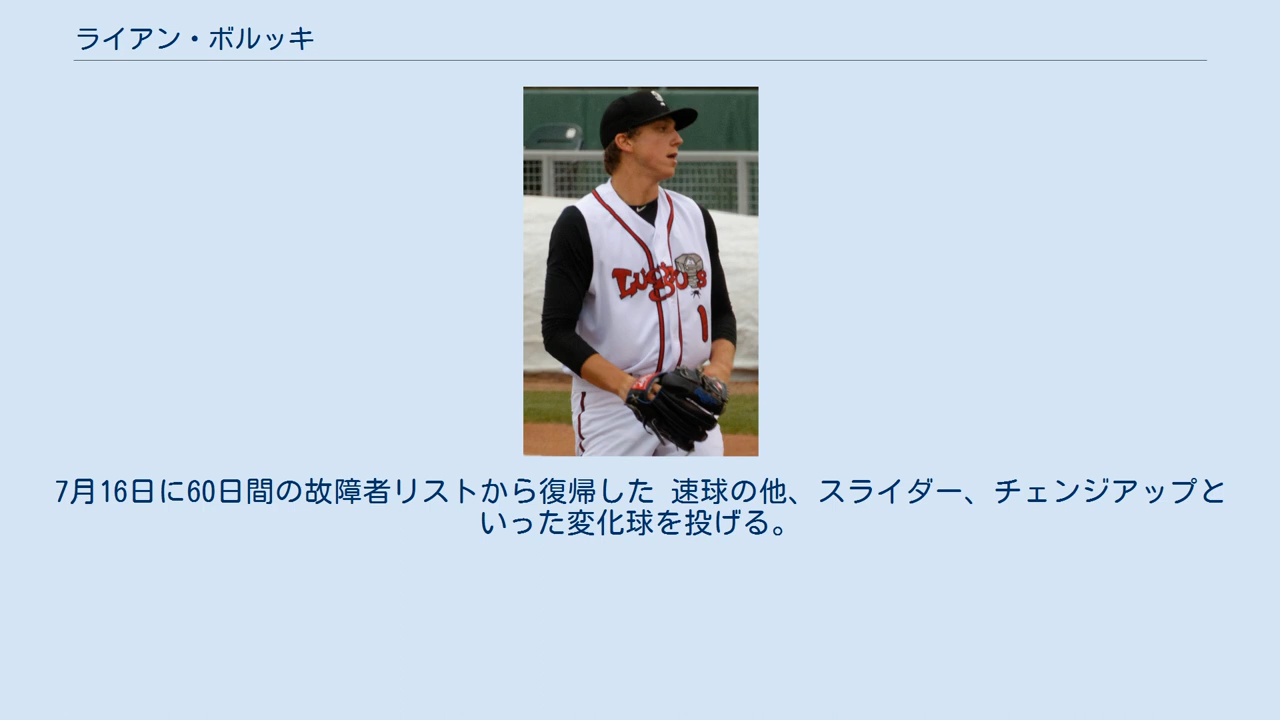 ライアン・ボルッキ
Lugnuts
1
7月16日に60日間の故障者リストから復帰した 速球の他、スライダー、チェンジアップと
いった変化球を投げる。